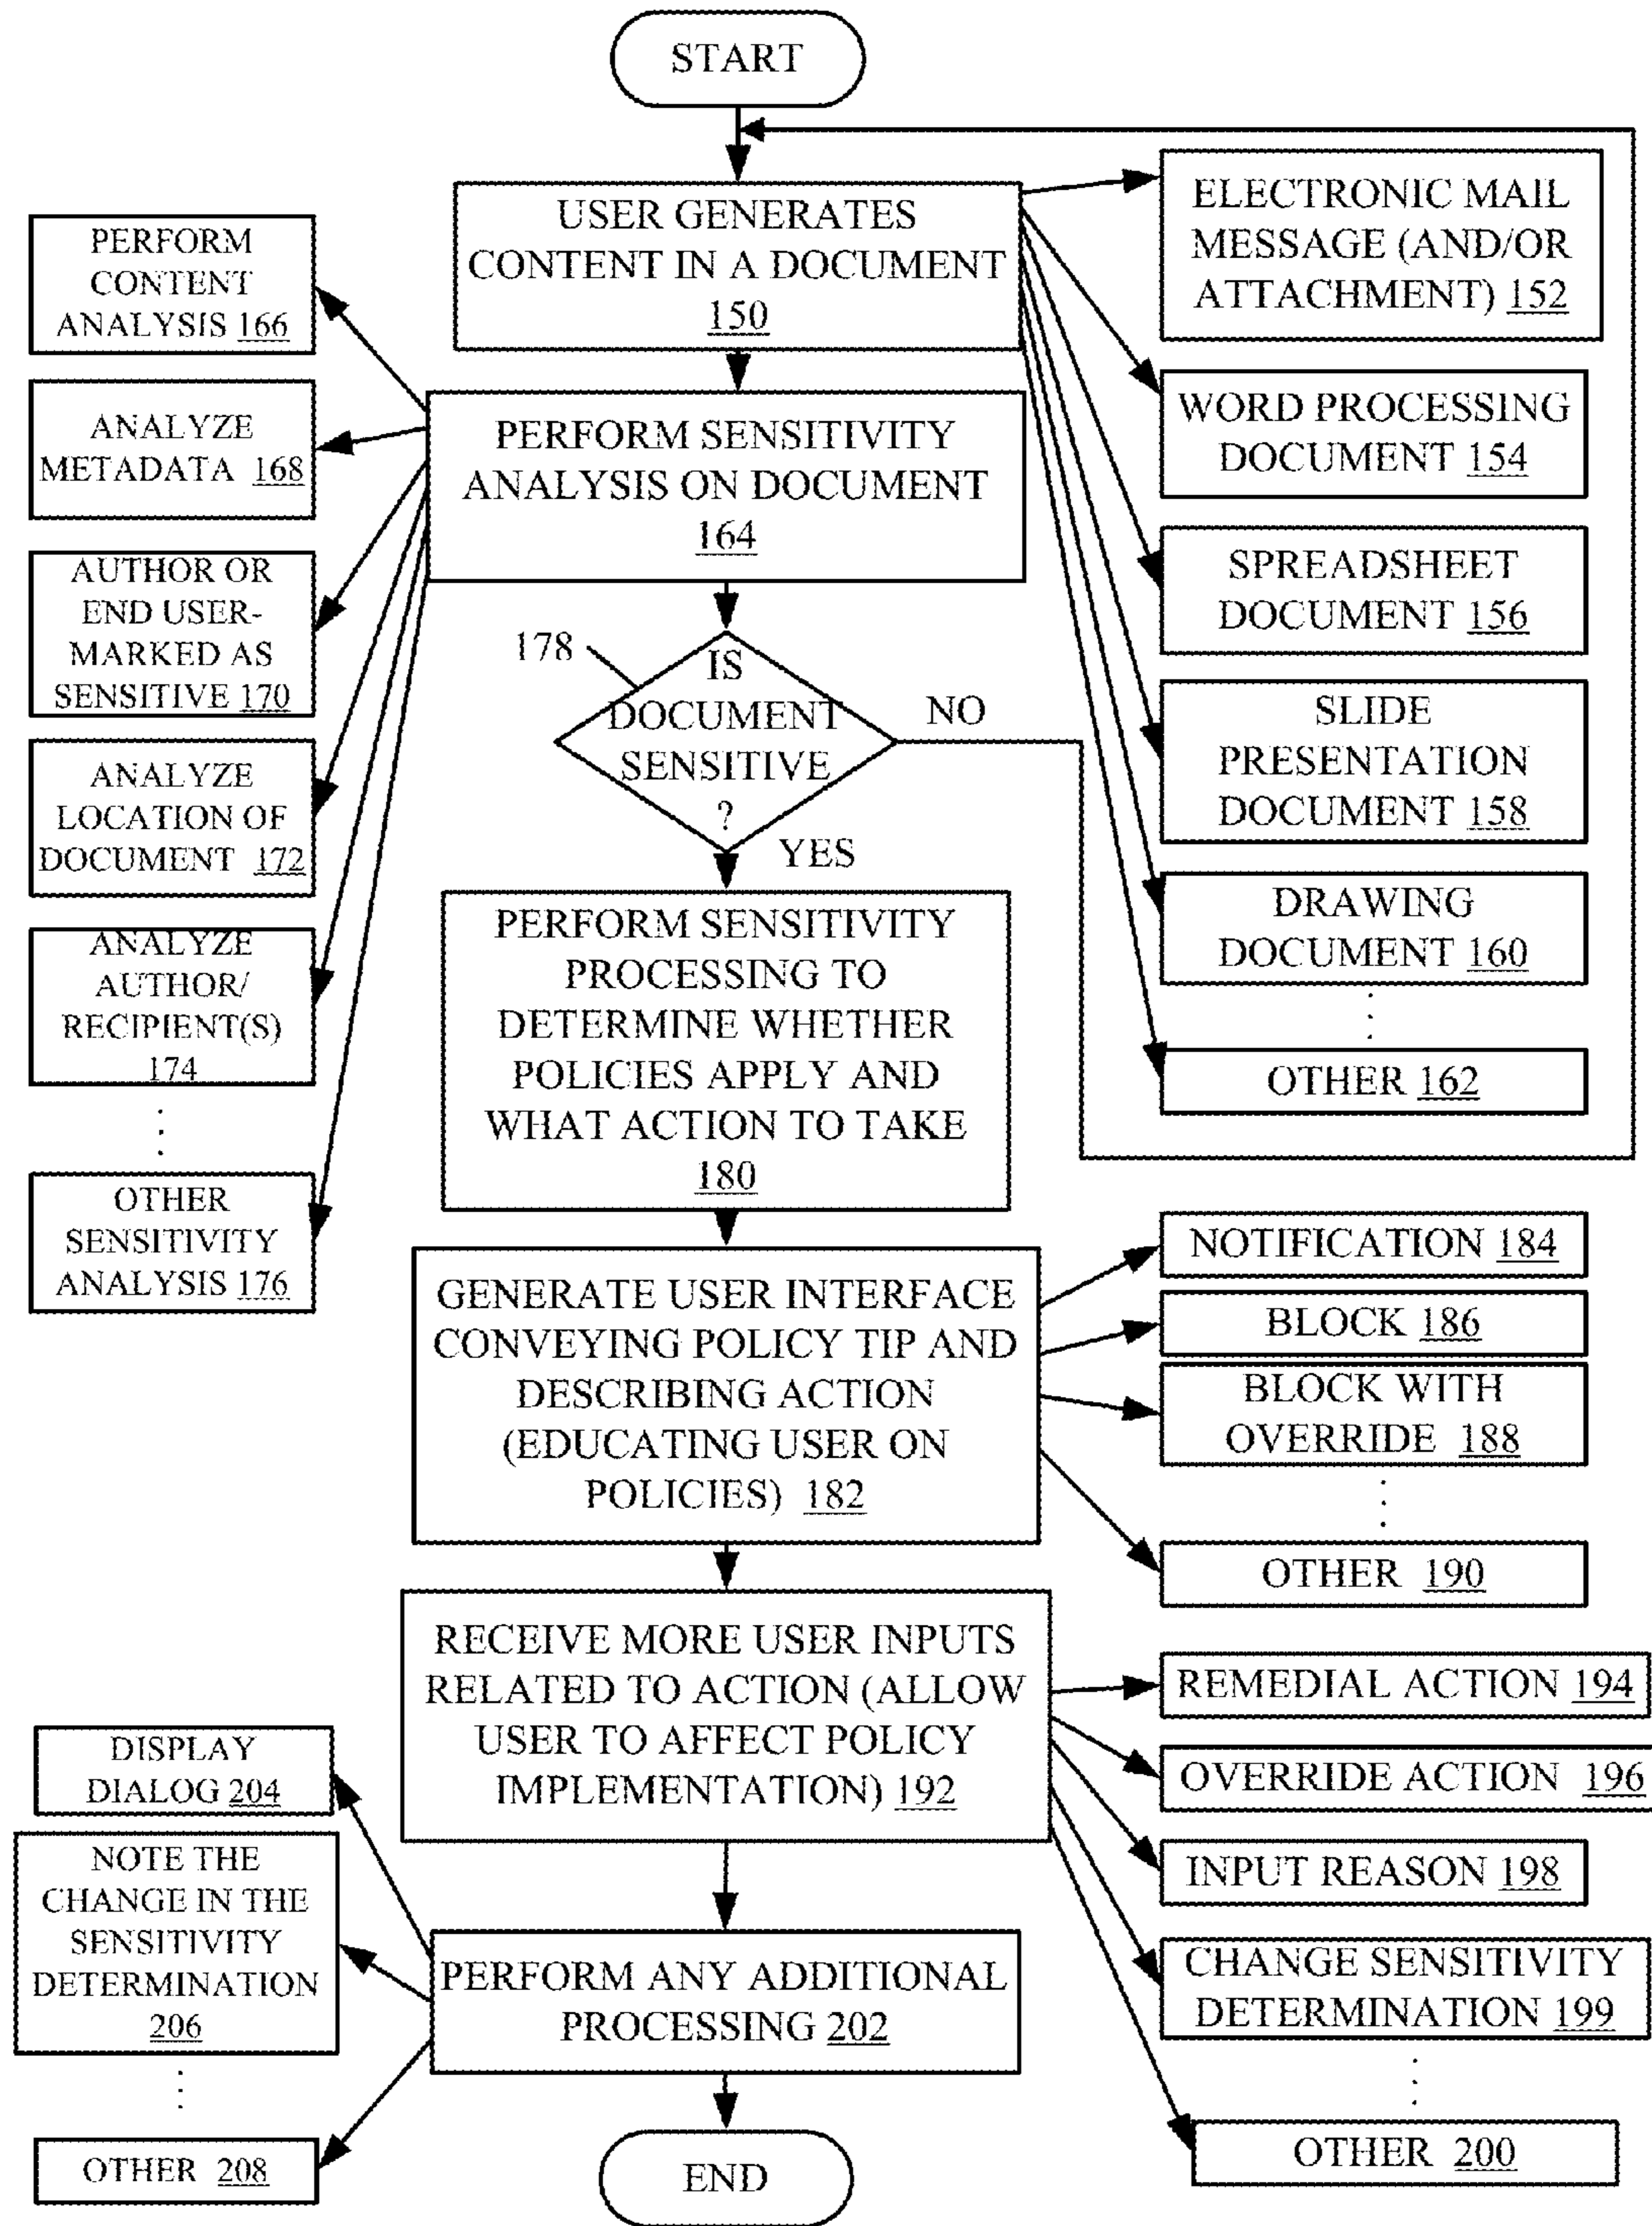 START
USER GENERATES
CONTENT IN A DOCUMENT
150
ELECTRONIC MAIL
MESSAGE (AND/OR
ATTACHMENT) 152
WORD PROCESSING
DOCUMENT 154
SPREADSHEET
DOCUMENT 156
SLIDE
PRESENTATION
DOCUMENT 158
DRAWING
DOCUMENT 160
OTHER 162
PERFORM SENSITIVITY
ANALYSIS ON DOCUMENT
164
PERFORM
CONTENT
ANALYSIS 166
ANALYZE
METADATA 168
AUTHOR OR
END USER-
MARKED AS
SENSITIVE 170
ANALYZE
LOCATION OF
DOCUMENT 172
ANALYZE
AUTHOR/
RECIPIENT(S)
174
OTHER
SENSITIVITY
ANALYSIS 176
178
IS
DOCUMENT
SENSITIVE
?
NO
YES
PERFORM SENSITIVITY
PROCESSING TO
DETERMINE WHETHER
POLICIES APPLY AND
WHAT ACTION TO TAKE
180
GENERATE USER INTERFACE
CONVEYING POLICY TIP AND
DESCRIBING ACTION
(EDUCATING USER ON
POLICIES) 182
NOTIFICATION 184
BLOCK 186
BLOCK WITH
OVERRIDE 188
OTHER 190
RECEIVE MORE USER INPUTS
RELATED TO ACTION (ALLOW
USER TO AFFECT POLICY
IMPLEMENTATION) 192
REMEDIAL ACTION 194
OVERRIDE ACTION 196
INPUT REASON 198
CHANGE SENSITIVITY
DETERMINATION 199
OTHER 200
PERFORM ANY ADDITIONAL
PROCESSING 202
DISPLAY
DIALOG 204
NOTE THE
CHANGE IN THE
SENSITIVITY
DETERMINATION
206
OTHER 208
END